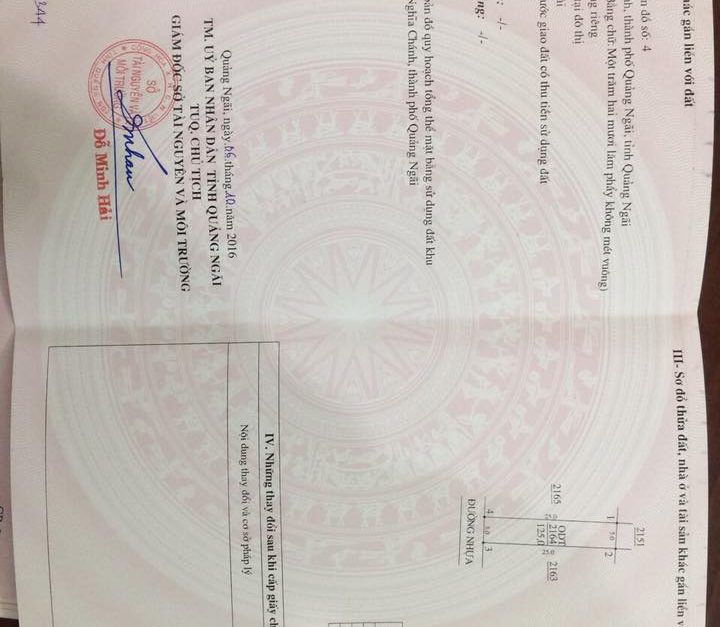 hác gắn liền với đất
n đồ số: 4
nh, thành phố Quảng Ngãi, tỉnh Quảng Ngãi
Bằng chữ: Một trăm hai mươi lăm phẩy không mét vuông)
ng riêng
ại đô thị
ước giao đất có thu tiền sử dụng đất
: -/-
ng: -/-
bản đồ quy hoạch tổng thể mặt bằng sử dụng đất khu
Nghĩa Chánh, thành phố Quảng Ngãi
Quảng Ngãi, ngày 06 tháng 10 năm 2016
TM. UỶ BAN NHÂN DÂN TỈNH QUẢNG NGÃI
TUQ. CHỦ TỊCH
GIÁM ĐỐC SỞ TÀI NGUYÊN VÀ MÔI TRƯỜNG
SỞ
TÀI NGUYÊN VÀ
MÔI TRƯỜNG
Đỗ Minh Hải
344
III- Sơ đồ thửa đất, nhà ở và tài sản khác gắn liền v
2151
1 5.0 2
2165
ODT
2164
125.0
25.0
2163
4 5.0 3
ĐƯỜNG NHỰA
IV. Những thay đổi sau khi cấp giấy ch
Nội dung thay đổi và cơ sở pháp lý